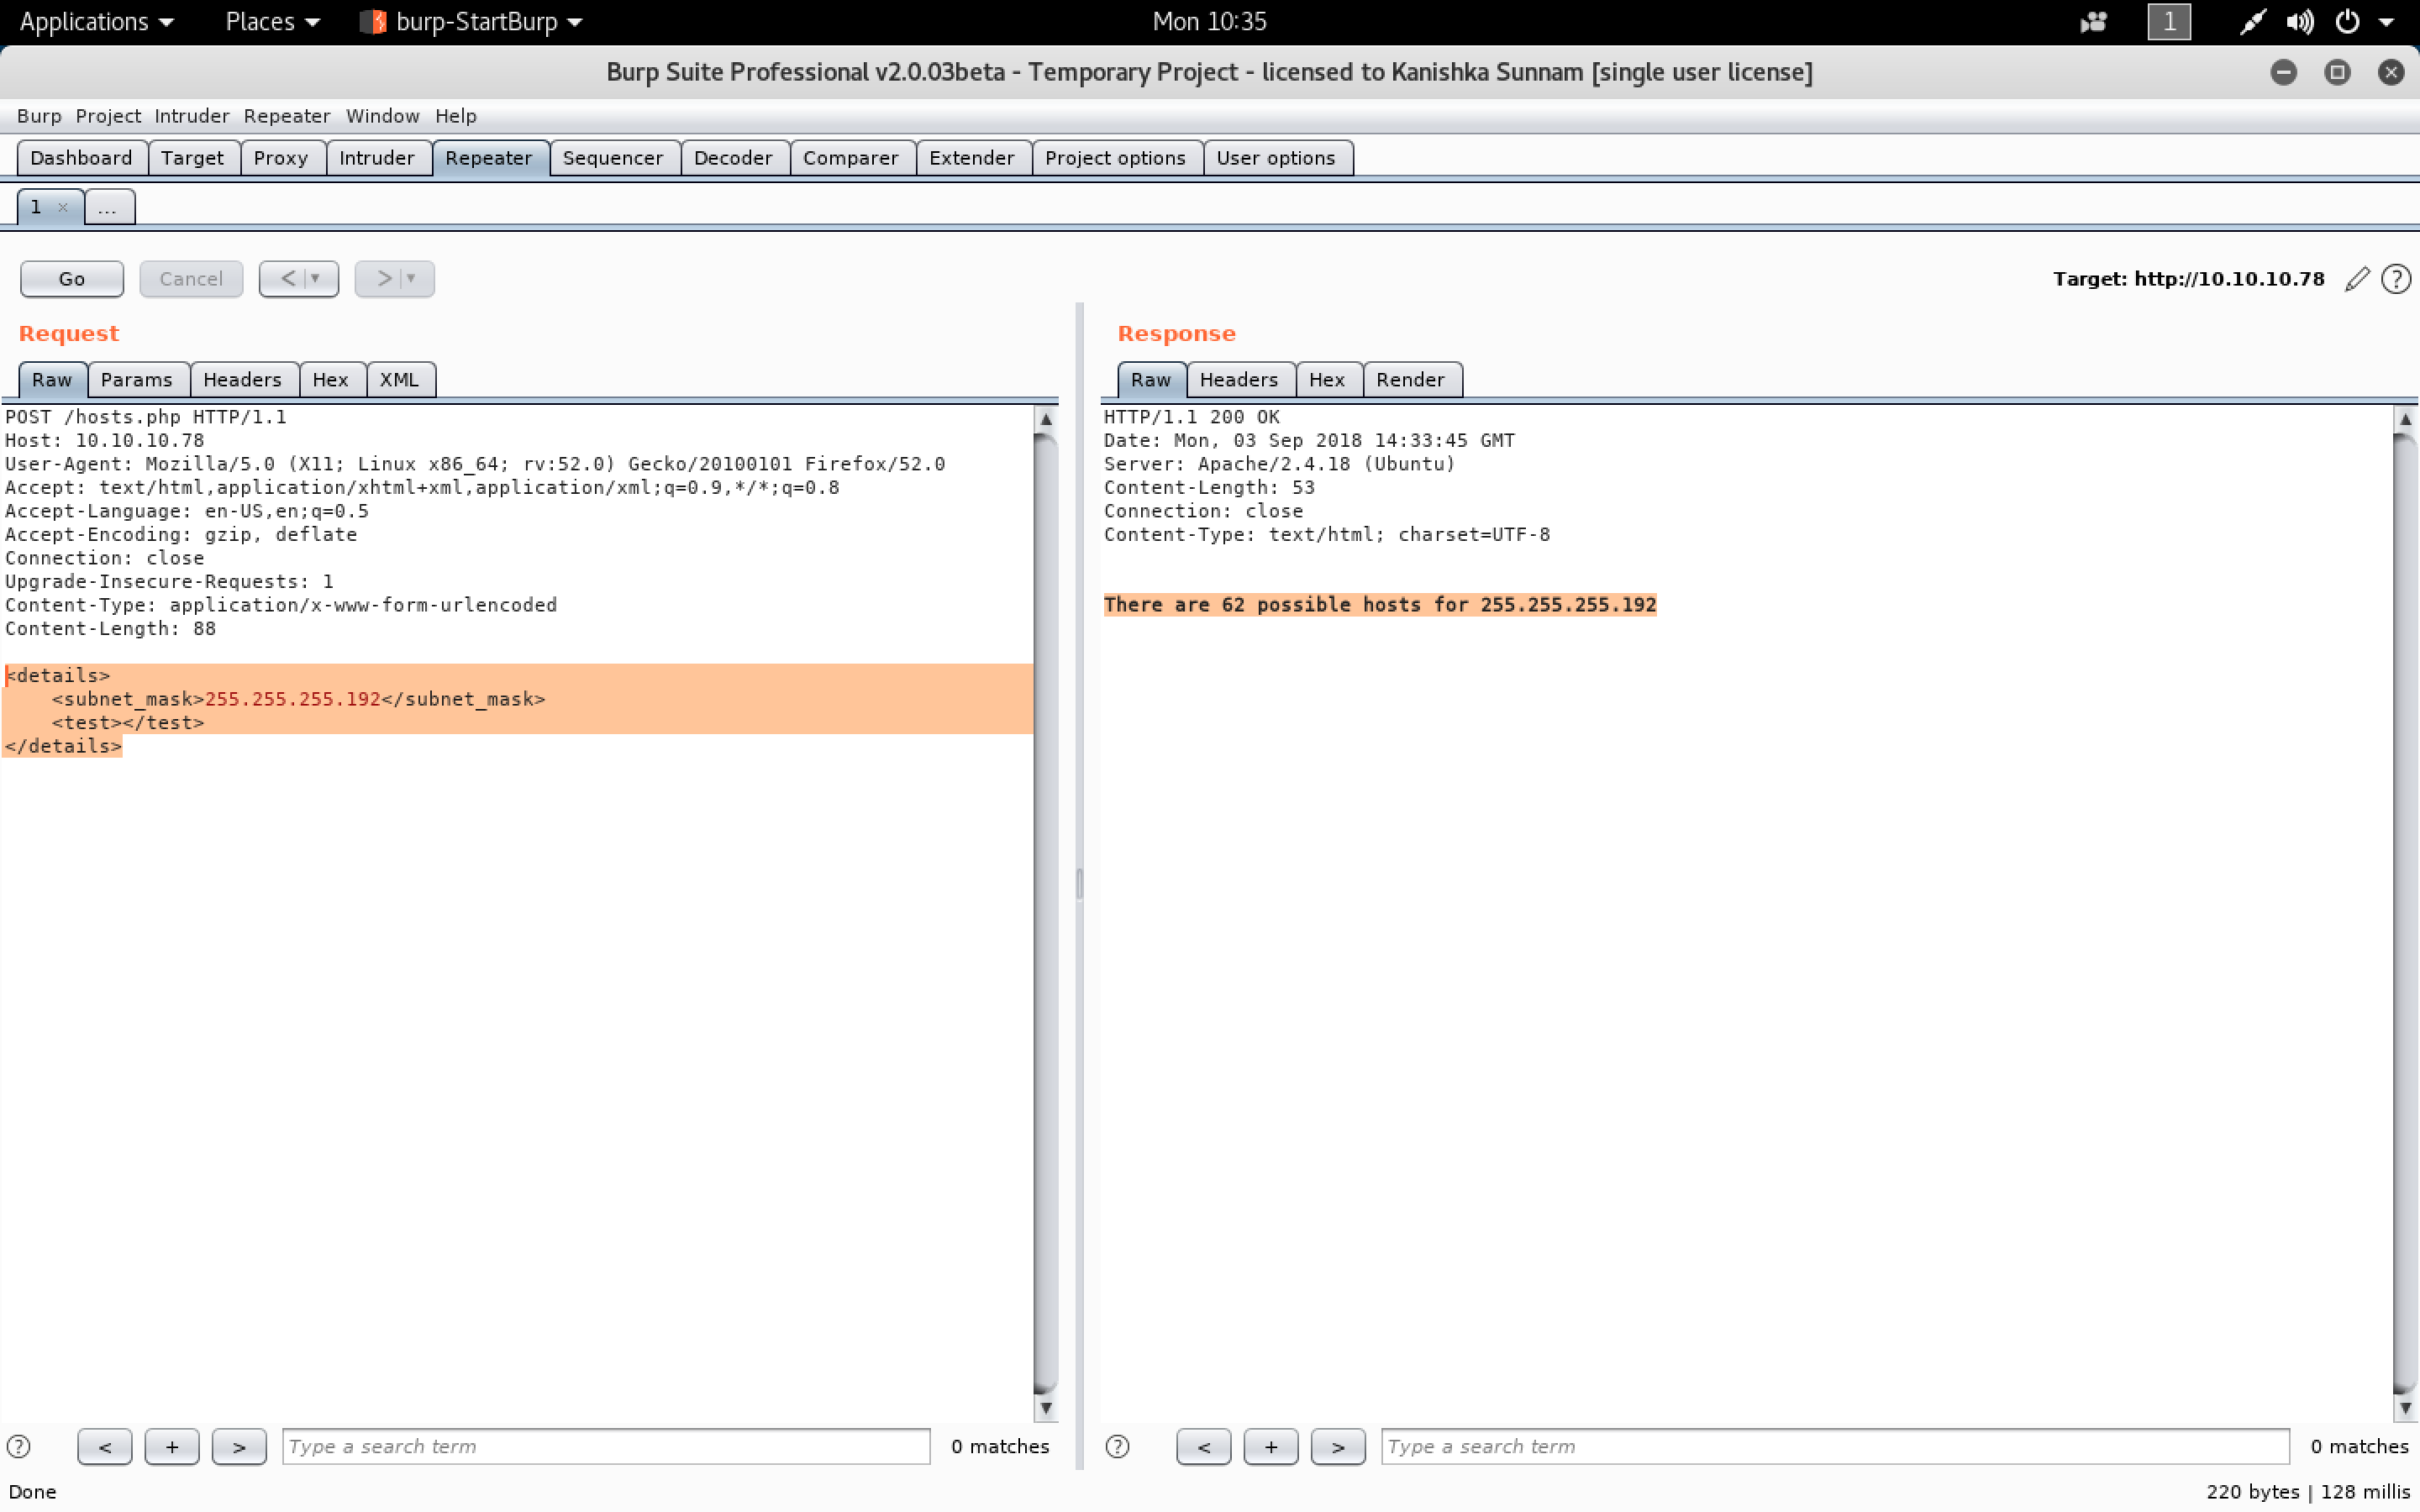 Applications Places burp-StartBurp Mon 10:35 1
Burp Suite Professional v2.0.03beta - Temporary Project - licensed to Kanishka Sunnam [single user license]
Burp Project Intruder Repeater Window Help
Dashboard Target Proxy Intruder Repeater Sequencer Decoder Comparer Extender Project options User options
1 × ...
Go Cancel < > Target: http://10.10.10.78 ?
Request
Raw Params Headers Hex XML
POST /hosts.php HTTP/1.1
Host: 10.10.10.78
User-Agent: Mozilla/5.0 (X11; Linux x86_64; rv:52.0) Gecko/20100101 Firefox/52.0
Accept: text/html,application/xhtml+xml,application/xml;q=0.9,*/*;q=0.8
Accept-Language: en-US,en;q=0.5
Accept-Encoding: gzip, deflate
Connection: close
Upgrade-Insecure-Requests: 1
Content-Type: application/x-www-form-urlencoded
Content-Length: 88
<details>
    <subnet_mask>255.255.255.192</subnet_mask>
    <test></test>
</details>
? < + > Type a search term 0 matches
Response
Raw Headers Hex Render
HTTP/1.1 200 OK
Date: Mon, 03 Sep 2018 14:33:45 GMT
Server: Apache/2.4.18 (Ubuntu)
Content-Length: 53
Connection: close
Content-Type: text/html; charset=UTF-8
There are 62 possible hosts for 255.255.255.192
? < + > Type a search term 0 matches
Done 220 bytes | 128 millis